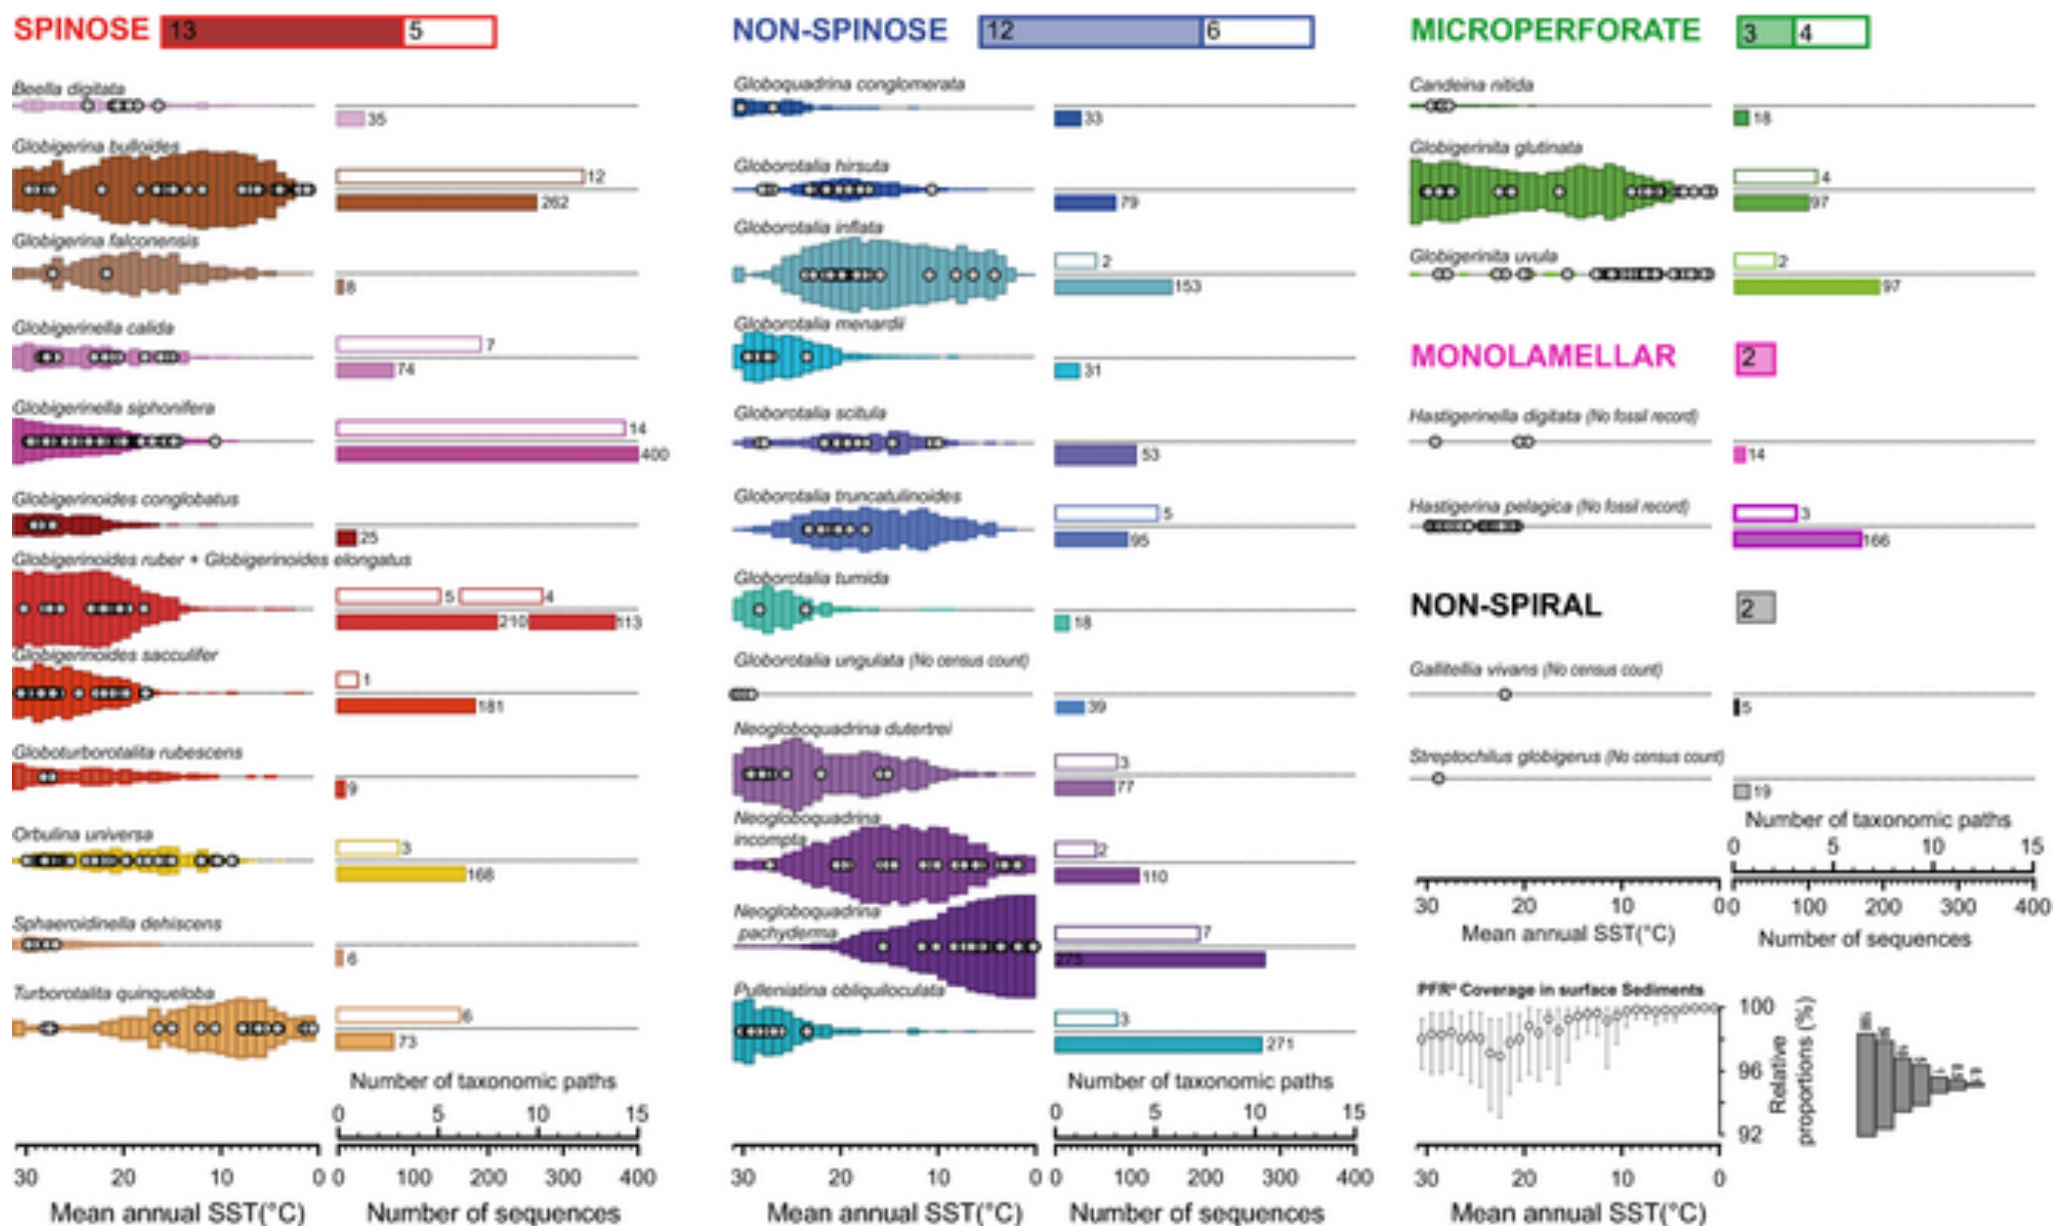 SPINOSE 13 5
Beella digitata
35
Globigerina bulloides
12
262
Globigerina falconensis
8
Globigerinella calida
7
74
Globigerinella siphonifera
14
400
Globigerinoides conglobatus
25
Globigerinoides ruber + Globigerinoides elongatus
5 4
210 113
Globigerinoides sacculifer
1
181
Globoturborotalita rubescens
9
Orbulina universa
3
168
Sphaeroidinella dehiscens
6
Turborotalita quinqueloba
6
73
Number of taxonomic paths
0 5 10 15
30 20 10 0 0 100 200 300 400
Mean annual SST(°C) Number of sequences
NON-SPINOSE 12 6
Globoquadrina conglomerata
33
Globorotalia hirsuta
79
Globorotalia inflata
2
153
Globorotalia menardii
31
Globorotalia scitula
53
Globorotalia truncatulinoides
5
95
Globorotalia tumida
18
Globorotalia ungulata (No census count)
39
Neogloboquadrina dutertrei
3
77
Neogloboquadrina
incompta
2
110
Neogloboquadrina
pachyderma
7
275
Pulleniatina obliquiloculata
3
271
Number of taxonomic paths
0 5 10 15
30 20 10 0 0 100 200 300 400
Mean annual SST(°C) Number of sequences
MICROPERFORATE 3 4
Candeina nitida
18
Globigerinita glutinata
4
97
Globigerinita uvula
2
97
MONOLAMELLAR 2
Hastigerinella digitata (No fossil record)
14
Hastigerina pelagica (No fossil record)
3
166
NON-SPIRAL 2
Gallitellia vivans (No census count)
5
Streptochilus globigerus (No census count)
19
Number of taxonomic paths
0 5 10 15
30 20 10 0 0 100 200 300 400
Mean annual SST(°C) Number of sequences
PFR² Coverage in surface Sediments
100
96
92
Relative
proportions (%)
30 20 10 0
Mean annual SST(°C)